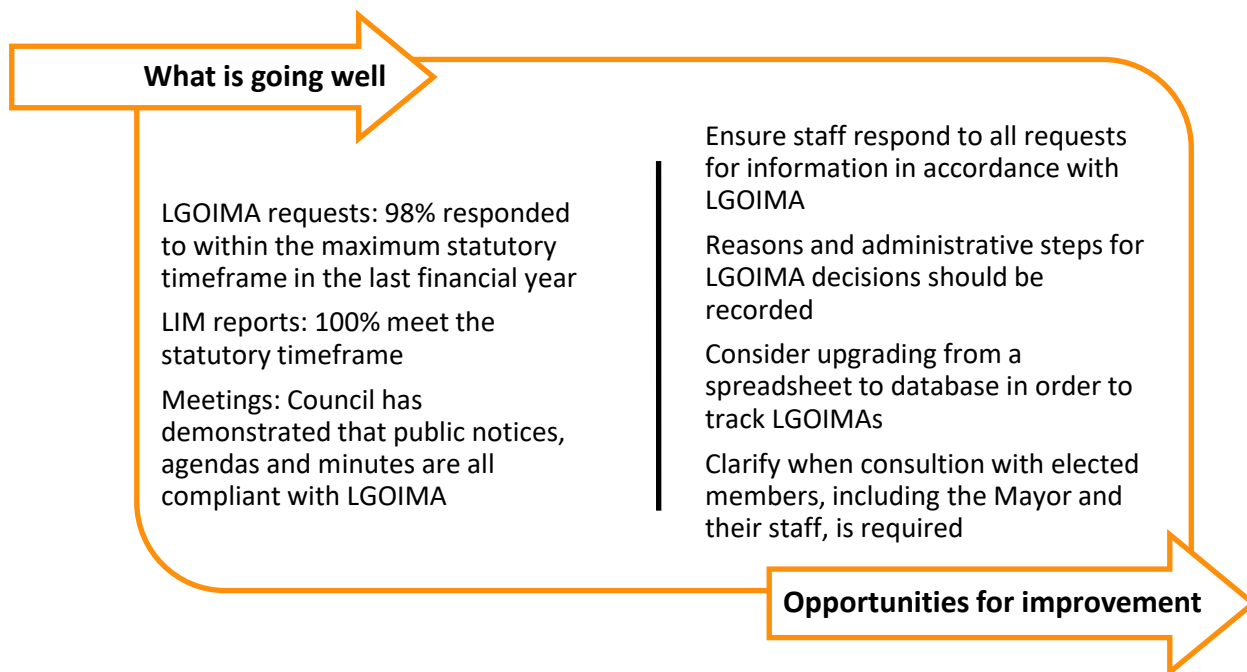 What is going well
LGOIMA requests: 98% responded
to within the maximum statutory
timeframe in the last financial year
LIM reports: 100% meet the
statutory timeframe
Meetings: Council has
demonstrated that public notices,
agendas and minutes are all
compliant with LGOIMA
Ensure staff respond to all requests
for information in accordance with
LGOIMA
Reasons and administrative steps for
LGOIMA decisions should be
recorded
Consider upgrading from a
spreadsheet to database in order to
track LGOIMAs
Clarify when consultion with elected
members, including the Mayor and
their staff, is required
Opportunities for improvement